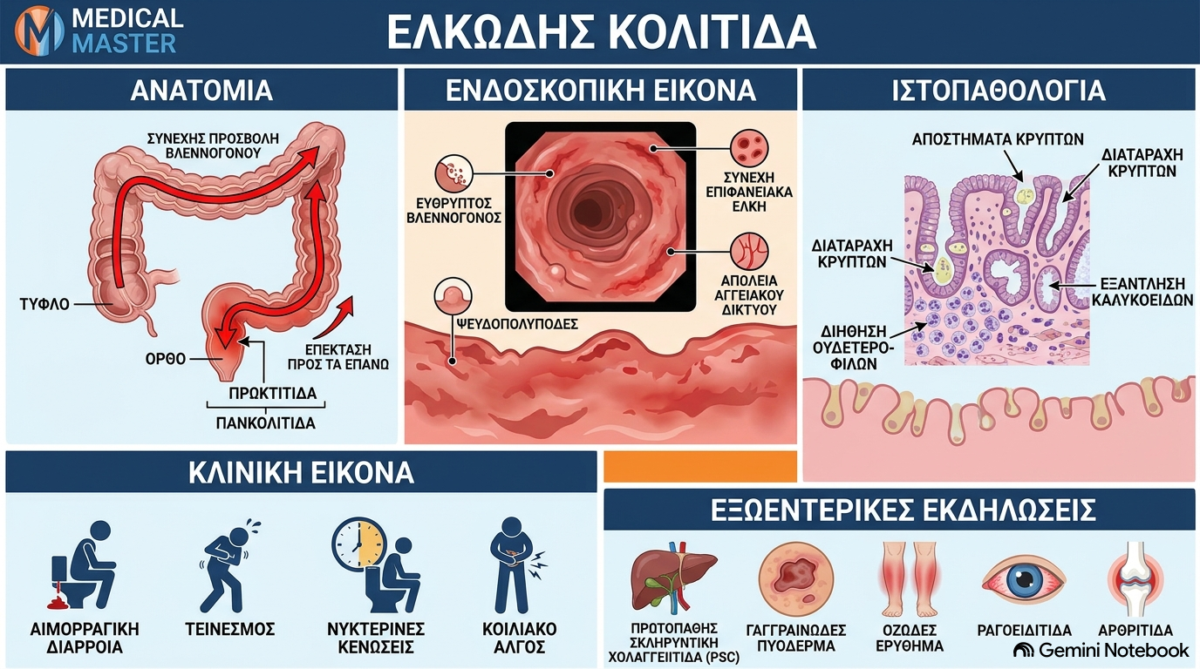 MEDICAL
MASTER
ΕΛΚΩΔΗΣ ΚΟΛΙΤΙΔΑ
ΑΝΑΤΟΜΙΑ
ΣΥΝΕΧΗΣ ΠΡΟΣΒΟΛΗ
ΒΛΕΝΝΟΓΟΝΟΥ
ΤΥΦΛΟ
ΟΡΘΟ
ΕΠΕΚΤΑΣΗ
ΠΡΟΣ ΤΑ ΕΠΑΝΩ
ΠΡΩΚΤΙΤΙΔΑ
ΠΑΝΚΟΛΙΤΙΔΑ
ΕΝΔΟΣΚΟΠΙΚΗ ΕΙΚΟΝΑ
ΕΥΘΡΥΠΤΟΣ
ΒΛΕΝΝΟΓΟΝΟΣ
ΣΥΝΕΧΗ
ΕΠΙΦΑΝΕΙΑΚΑ
ΕΛΚΗ
ΑΠΩΛΕΙΑ
ΑΓΓΕΙΑΚΟΥ
ΔΙΚΤΥΟΥ
ΨΕΥΔΟΠΟΛΥΠΟΔΕΣ
ΙΣΤΟΠΑΘΟΛΟΓΙΑ
ΑΠΟΣΤΗΜΑΤΑ ΚΡΥΠΤΩΝ
ΔΙΑΤΑΡΑΧΗ
ΚΡΥΠΤΩΝ
ΔΙΑΤΑΡΑΧΗ
ΚΡΥΠΤΩΝ
ΕΞΑΝΤΛΗΣΗ
ΚΑΛΥΚΟΕΙΔΩΝ
ΔΙΗΘΗΣΗ
ΟΥΔΕΤΕΡΟ-
ΦΙΛΩΝ
ΚΛΙΝΙΚΗ ΕΙΚΟΝΑ
ΑΙΜΟΡΡΑΓΙΚΗ
ΔΙΑΡΡΟΙΑ
ΤΕΙΝΕΣΜΟΣ
ΝΥΚΤΕΡΙΝΕΣ
ΚΕΝΩΣΕΙΣ
ΚΟΙΛΙΑΚΟ
ΑΛΓΟΣ
ΕΞΩΕΝΤΕΡΙΚΕΣ ΕΚΔΗΛΩΣΕΙΣ
ΠΡΩΤΟΠΑΘΗΣ
ΣΚΛΗΡΥΝΤΙΚΗ
ΧΟΛΑΓΓΕΙΙΤΙΔΑ (PSC)
ΓΑΓΓΡΑΙΝΩΔΕΣ
ΠΥΟΔΕΡΜΑ
ΟΖΩΔΕΣ
ΕΡΥΘΗΜΑ
ΡΑΓΟΕΙΔΙΤΙΔΑ
ΑΡΘΡΙΤΙΔΑ
Gemini Notebook